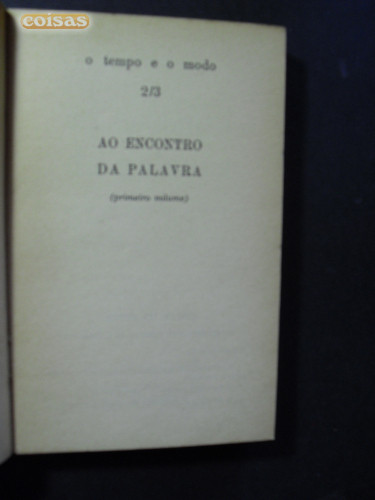 coisas
o tempo e o modo
2/3
AO ENCONTRO
DA PALAVRA
(primeiro volume)